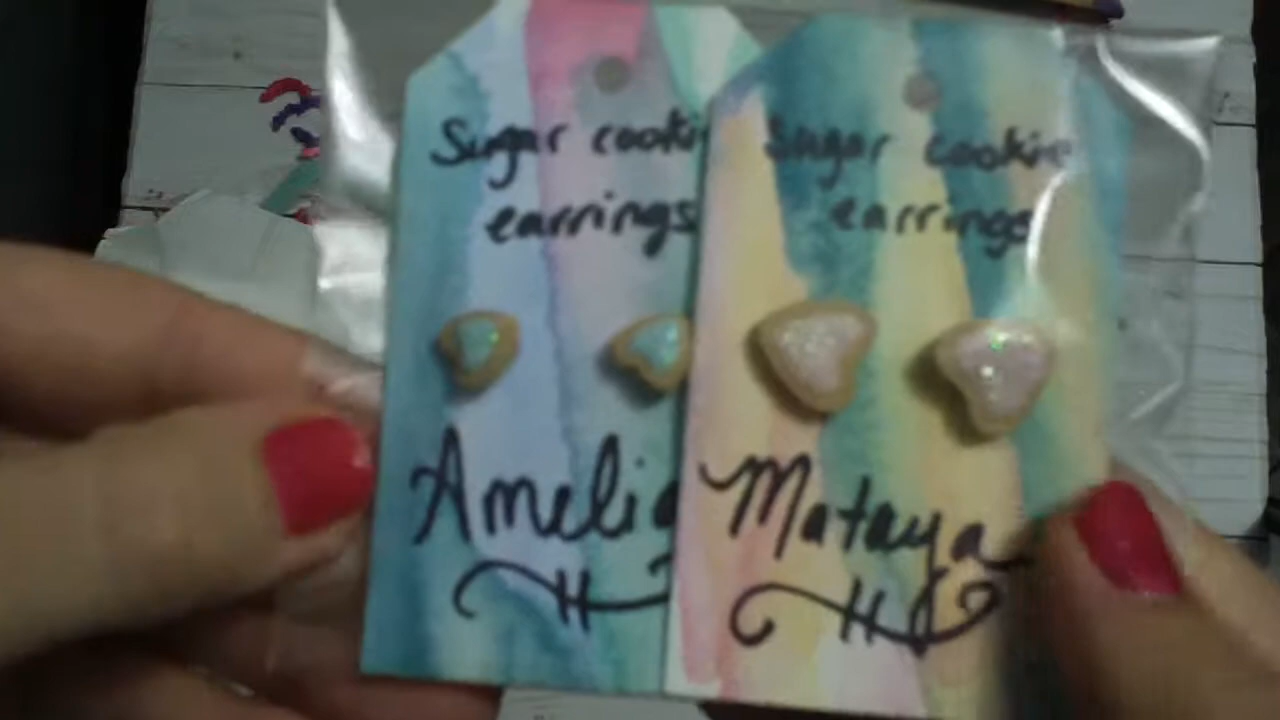 Sugar cooki
earrings
Amelia
Sugar cookie
earrings
Mataya